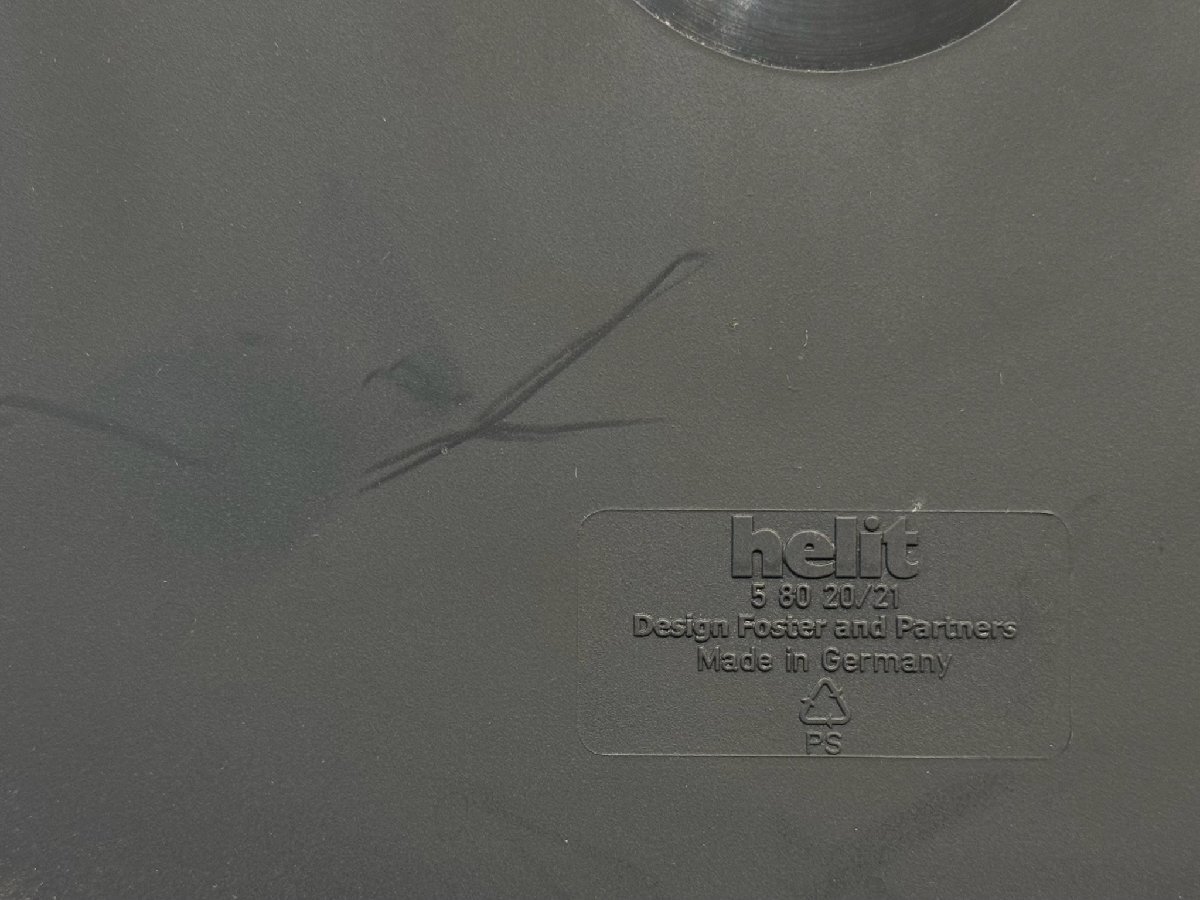 helit
5 80 20/21
Design Foster and Partners
Made in Germany
PS